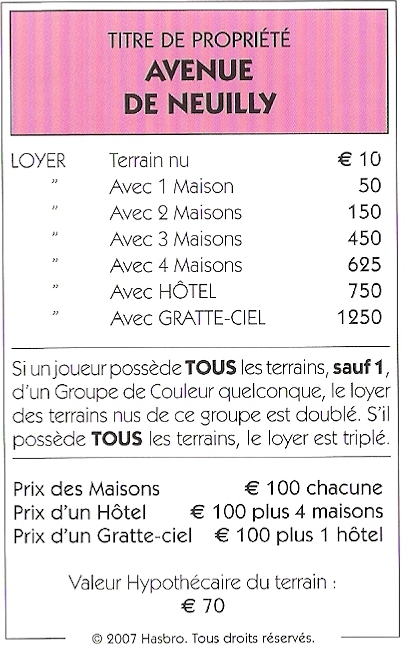 TITRE DE PROPRIÉTÉ
AVENUE
DE NEUILLY
LOYER Terrain nu € 10
" Avec 1 Maison 50
" Avec 2 Maisons 150
" Avec 3 Maisons 450
" Avec 4 Maisons 625
" Avec HÔTEL 750
" Avec GRATTE-CIEL 1250
Si un joueur possède TOUS les terrains, sauf 1,
d'un Groupe de Couleur quelconque, le loyer
des terrains nus de ce groupe est doublé. S'il
possède TOUS les terrains, le loyer est triplé.
Prix des Maisons € 100 chacune
Prix d'un Hôtel € 100 plus 4 maisons
Prix d'un Gratte-ciel € 100 plus 1 hôtel
Valeur Hypothécaire du terrain :
€ 70
© 2007 Hasbro. Tous droits réservés.